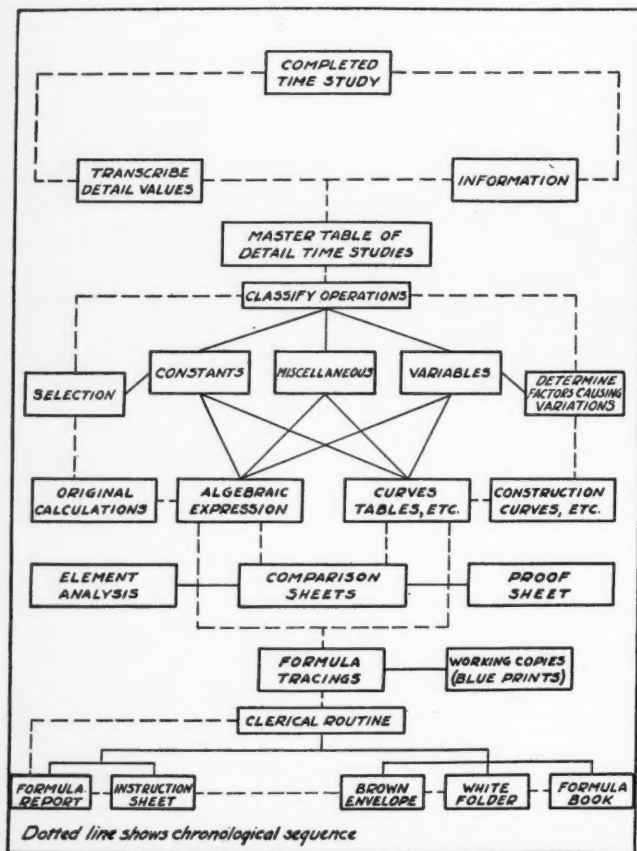 COMPLETED
TIME STUDY
TRANSCRIBE
DETAIL VALUES
INFORMATION
MASTER TABLE OF
DETAIL TIME STUDIES
CLASSIFY OPERATIONS
SELECTION
CONSTANTS
MISCELLANEOUS
VARIABLES
DETERMINE
FACTORS CAUSING
VARIATIONS
ORIGINAL
CALCULATIONS
ALGEBRAIC
EXPRESSION
CURVES
TABLES, ETC.
CONSTRUCTION
CURVES, ETC.
ELEMENT
ANALYSIS
COMPARISON
SHEETS
PROOF
SHEET
FORMULA
TRACINGS
WORKING COPIES
(BLUE PRINTS)
CLERICAL ROUTINE
FORMULA
REPORT
INSTRUCTION
SHEET
BROWN
ENVELOPE
WHITE
FOLDER
FORMULA
BOOK
Dotted line shows chronological sequence